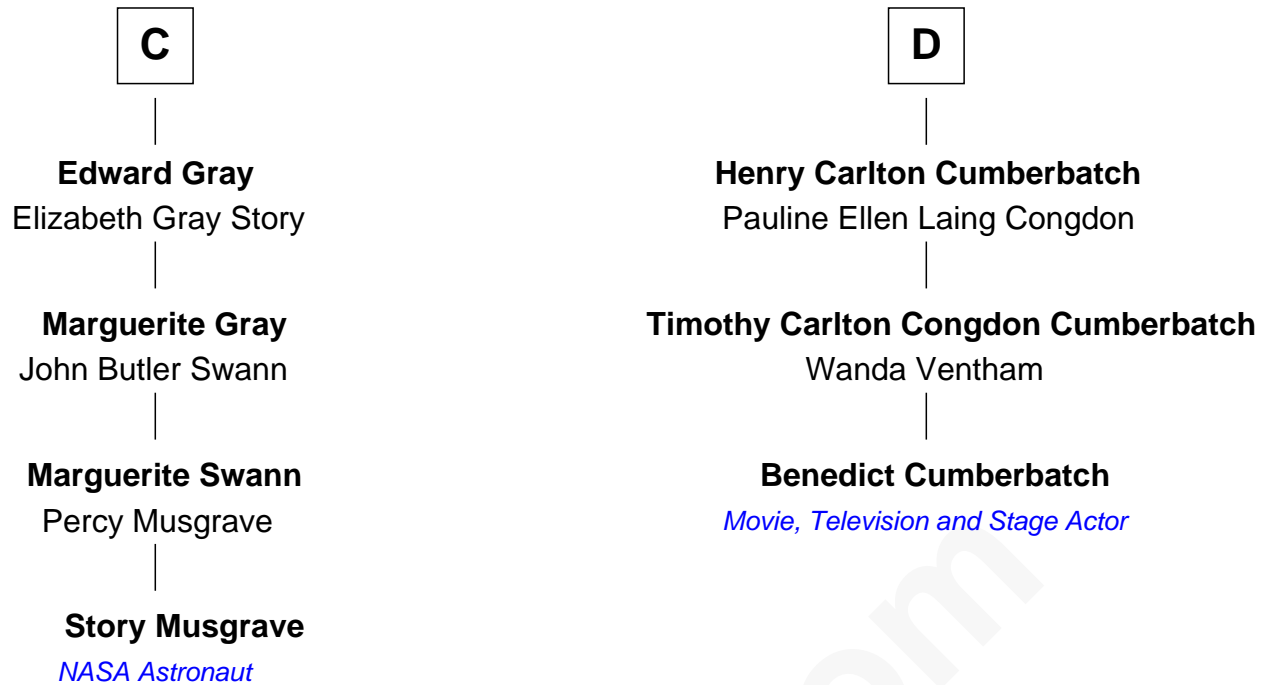 C
Edward Gray
Elizabeth Gray Story
Marguerite Gray
John Butler Swann
Marguerite Swann
Percy Musgrave
Story Musgrave
NASA Astronaut
D
Henry Carlton Cumberbatch
Pauline Ellen Laing Congdon
Timothy Carlton Congdon Cumberbatch
Wanda Ventham
Benedict Cumberbatch
Movie, Television and Stage Actor
om